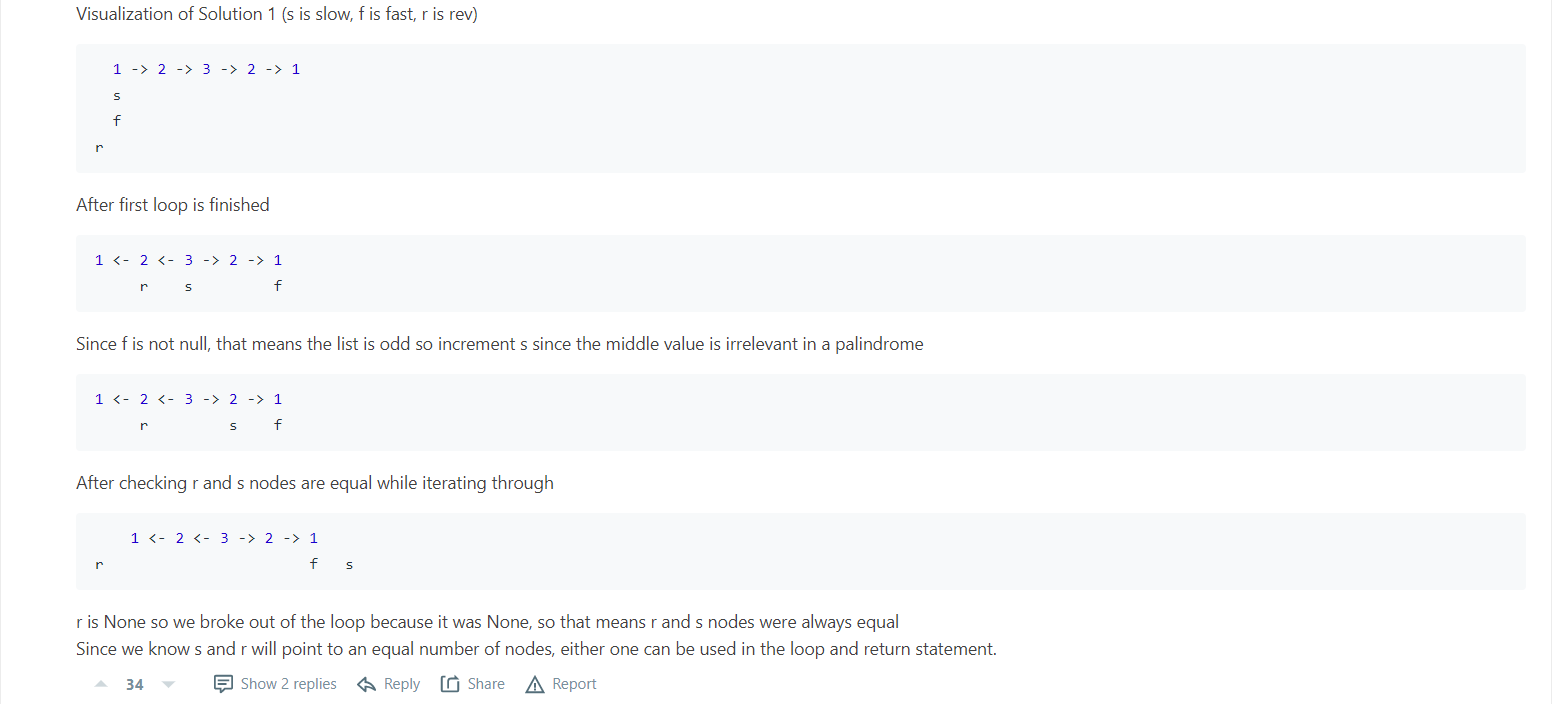 Visualization of Solution 1 (s is slow, f is fast, r is rev)
1 -> 2 -> 3 -> 2 -> 1
s
f
r
After first loop is finished
1 <- 2 <- 3 -> 2 -> 1
r s f
Since f is not null, that means the list is odd so increment s since the middle value is irrelevant in a palindrome
1 <- 2 <- 3 -> 2 -> 1
r s f
After checking r and s nodes are equal while iterating through
1 <- 2 <- 3 -> 2 -> 1
r f s
r is None so we broke out of the loop because it was None, so that means r and s nodes were always equal
Since we know s and r will point to an equal number of nodes, either one can be used in the loop and return statement.
34 Show 2 replies Reply Share Report